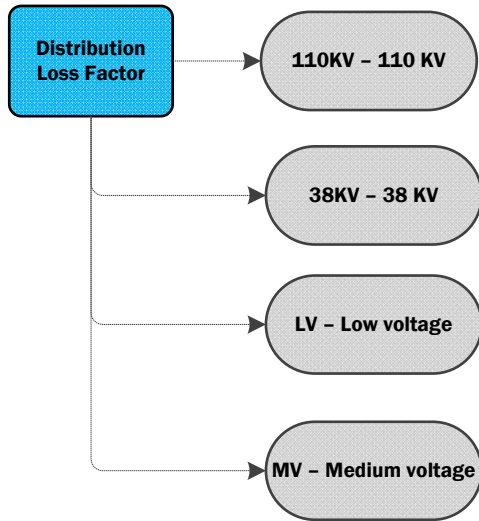 Distribution
Loss Factor
110KV – 110 KV
38KV – 38 KV
LV – Low voltage
MV – Medium voltage